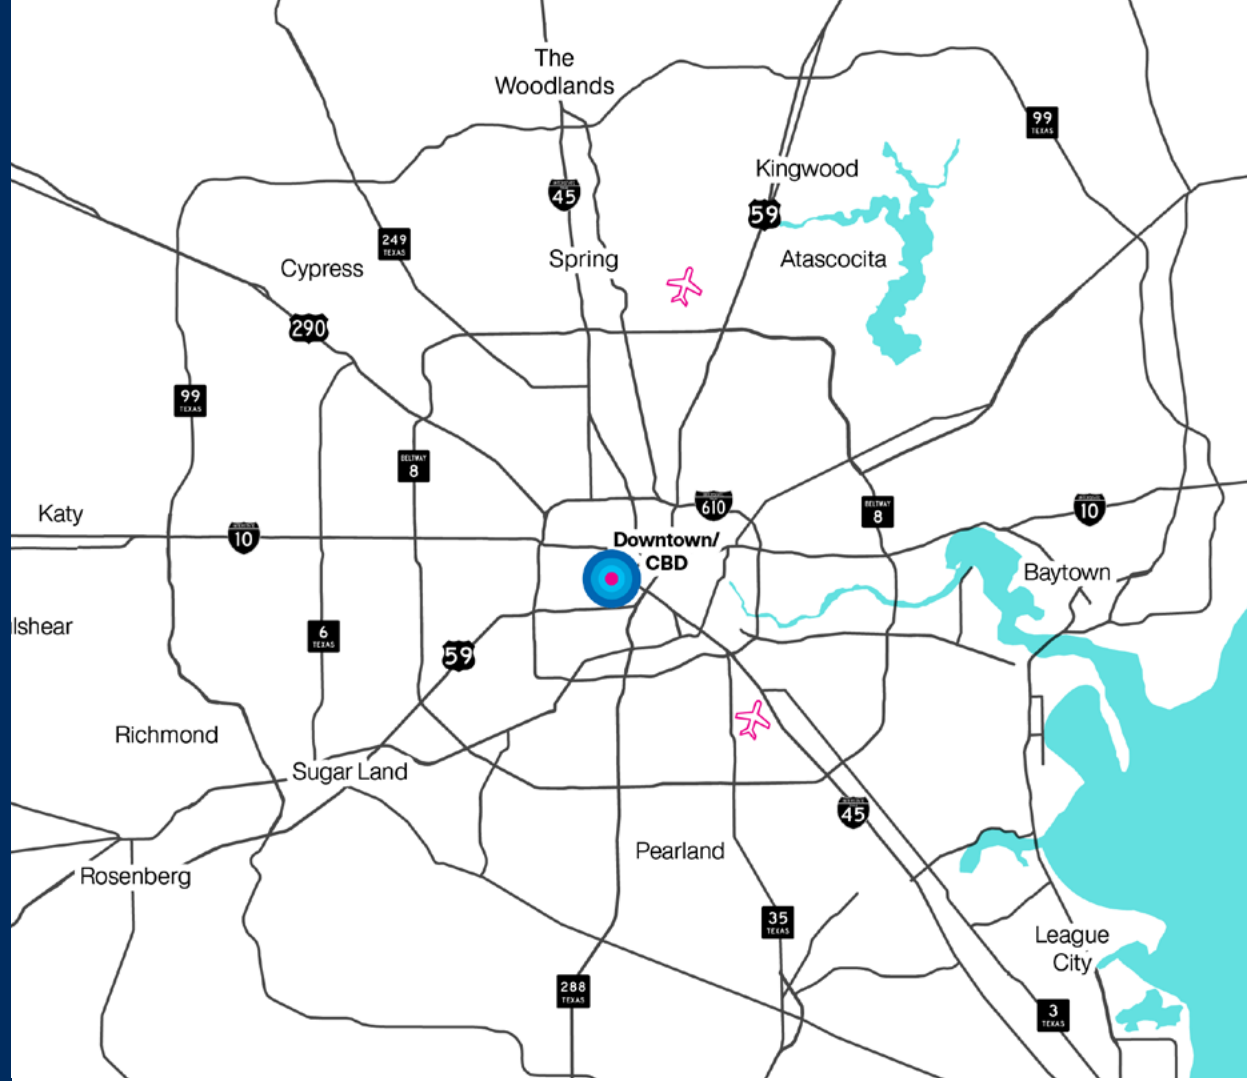 The
Woodlands
99
TEXAS
Kingwood
45
59
249
TEXAS
Spring
Atascocita
Cypress
290
99
TEXAS
BELTWAY
8
610
Katy
BELTWAY
8
10
10
Downtown/
CBD
Baytown
lshear
6
TEXAS
59
Richmond
Sugar Land
45
Pearland
Rosenberg
35
TEXAS
League
City
288
TEXAS
3
TEXAS